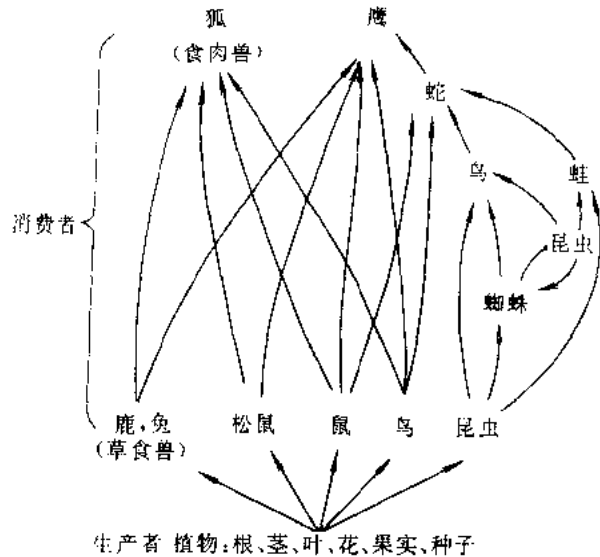 狐 鹰
(食肉兽)
蛇
鸟 蛙
消费者
昆虫
蜘蛛
鹿,兔 松鼠 鼠 鸟 昆虫
(草食兽)
生产者 植物:根、茎、叶、花、果实、种子